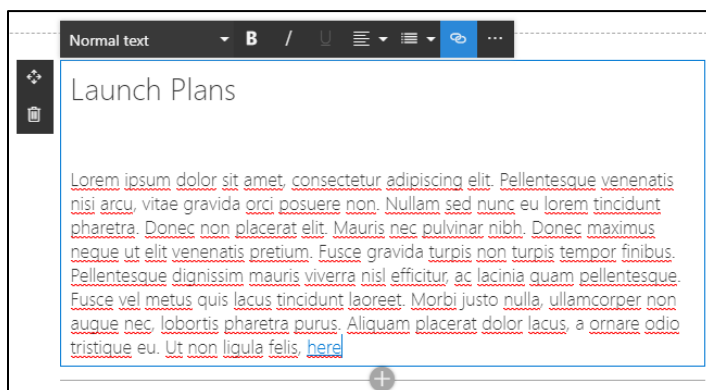 Normal text B / U
Launch Plans
Lorem ipsum dolor sit amet, consectetur adipiscing elit. Pellentesque venenatis
nisi arcu, vitae gravida orci posuere non. Nullam sed nunc eu lorem tincidunt
pharetra. Donec non placerat elit. Mauris nec pulvinar nibh. Donec maximus
neque ut elit venenatis pretium. Fusce gravida turpis non turpis tempor finibus.
Pellentesque dignissim mauris viverra nisl efficitur, ac lacinia quam pellentesque.
Fusce vel metus quis lacus tincidunt laoreet. Morbi justo nulla, ullamcorper non
augue nec, lobortis pharetra purus. Aliquam placerat dolor lacus, a ornare odio
tristique eu. Ut non ligula felis, here